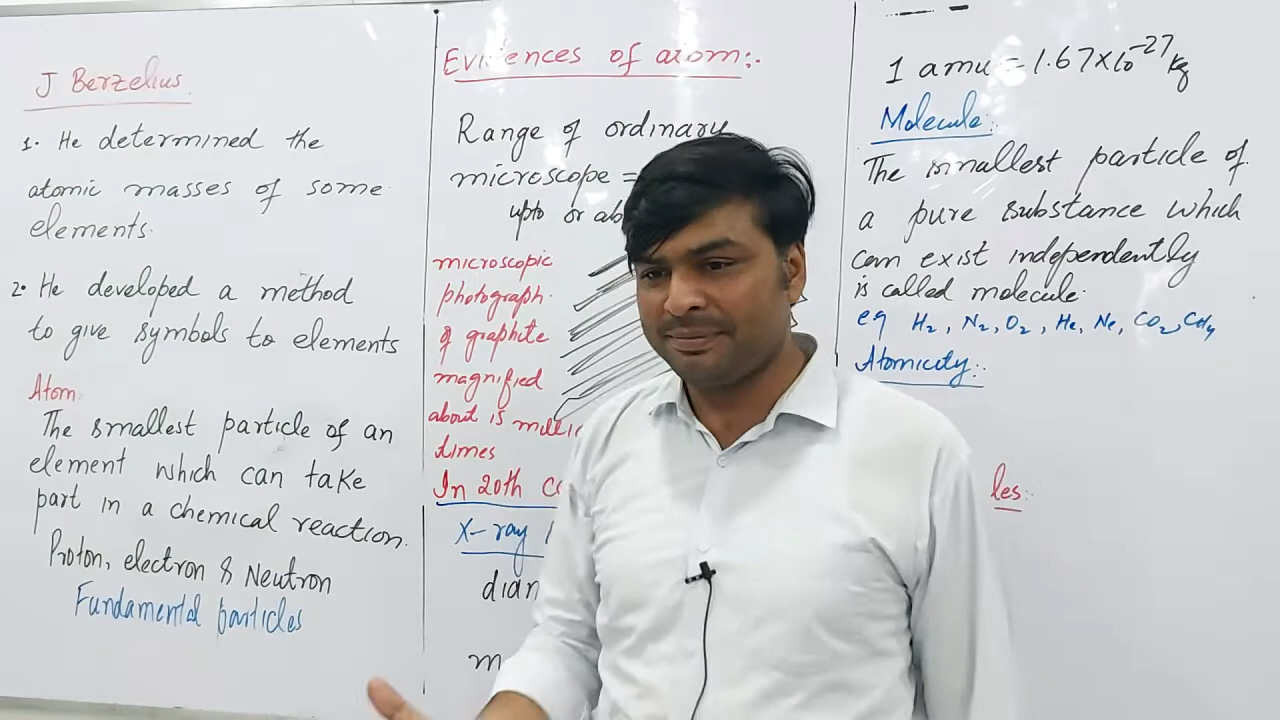 J Berzelius.
1. He determined the
atomic masses of some
elements.
2. He developed a method
to give symbols to elements
Atom:
The smallest particle of an
element which can take
part in a chemical reaction.
Proton, electron & Neutron
Fundamental particles
Evidences of atom:-
Range of ordinary
microscope =
upto or
microscopic
photograph
of graphite
magnified
about 15
times
In 20th
X-ray
1 amu = 1.67×10⁻²⁷ kg
Molecule:-
The smallest particle of
a pure substance which
can exist independently
is called molecule.
eg H₂, N₂, O₂, He, Ne, CO₂, CH₄
Atomicity:-
les:-